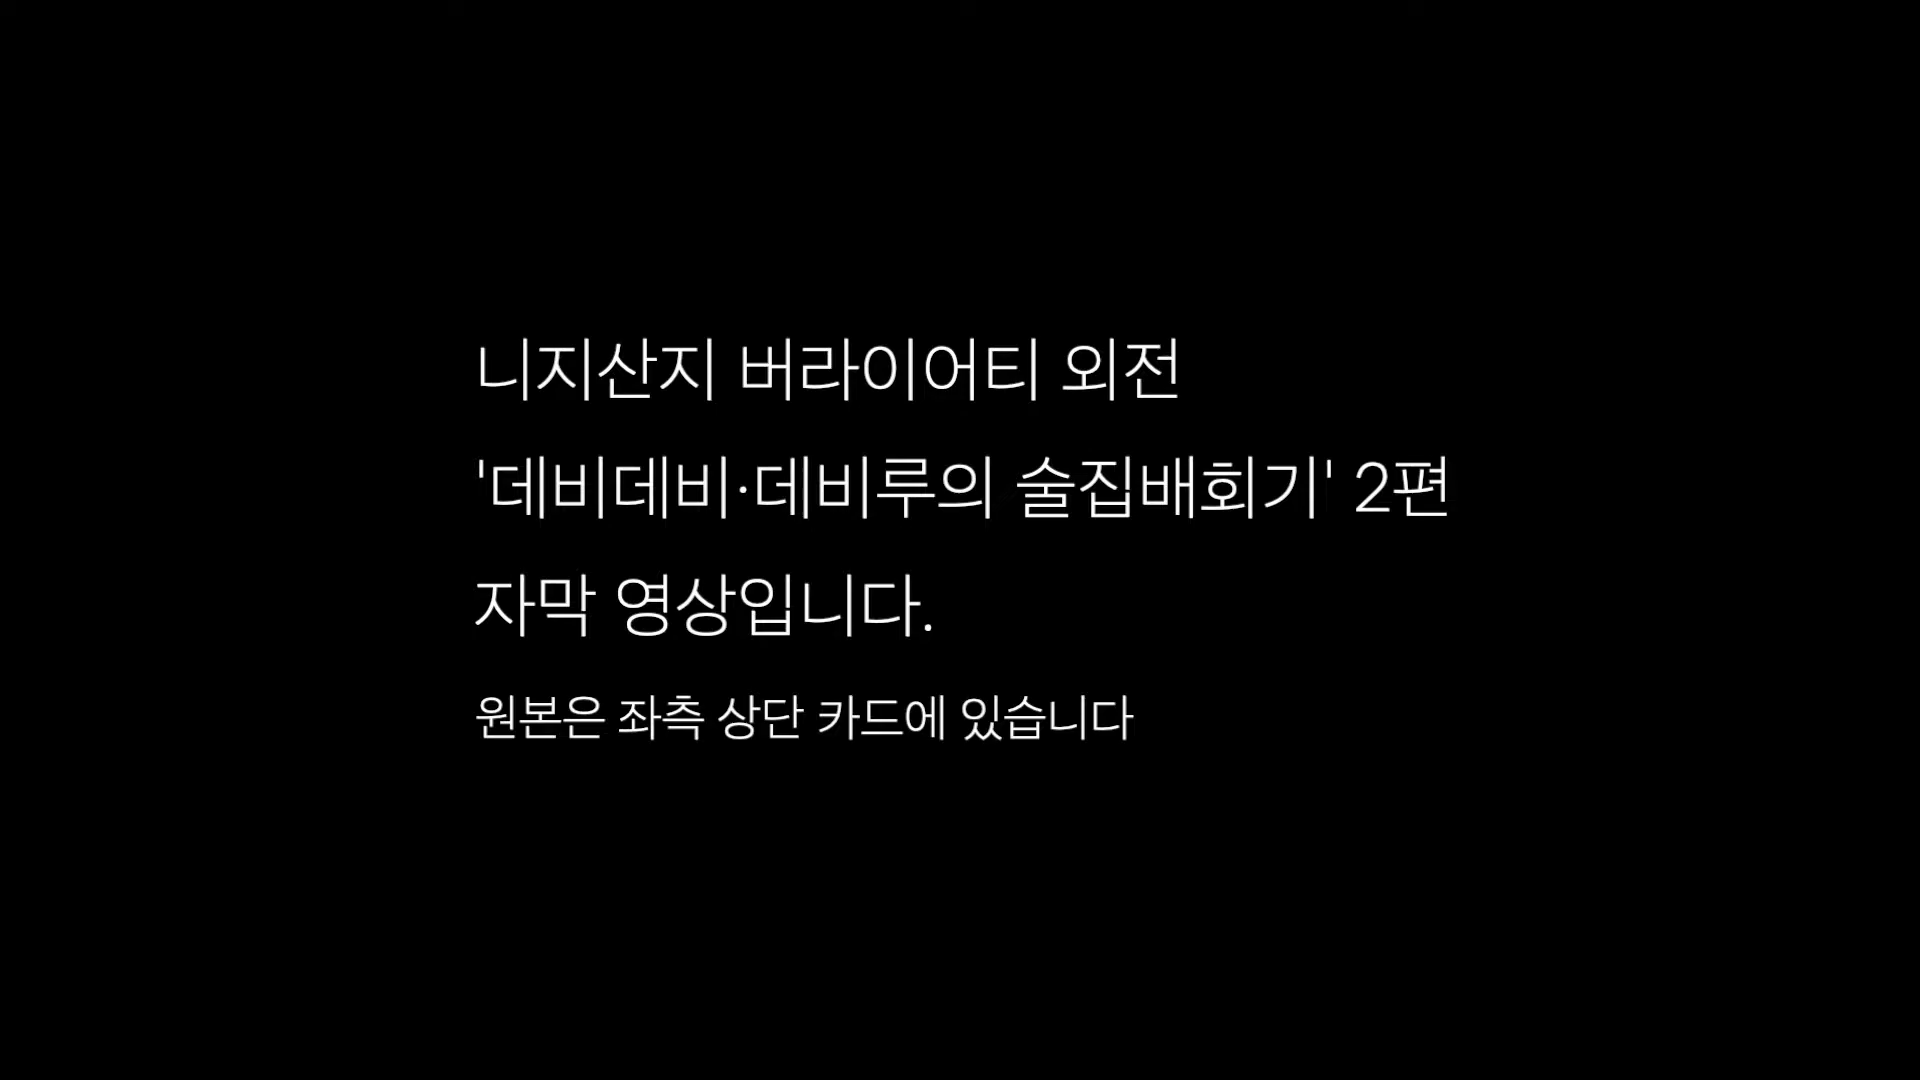 니지산지 버라이어티 외전
'데비데비·데비루의 술집배회기' 2편
자막 영상입니다.
원본은 좌측 상단 카드에 있습니다